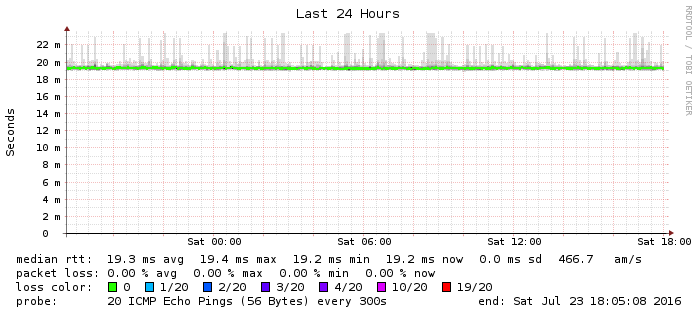 Last 24 Hours
RRDTOOL / TOBI OETIKER
Seconds
22 m
20 m
18 m
16 m
14 m
12 m
10 m
8 m
6 m
4 m
2 m
0
Sat 00:00 Sat 06:00 Sat 12:00 Sat 18:00
median rtt: 19.3 ms avg 19.4 ms max 19.2 ms min 19.2 ms now 0.0 ms sd 466.7 am/s
packet loss: 0.00 % avg 0.00 % max 0.00 % min 0.00 % now
loss color: 0 1/20 2/20 3/20 4/20 10/20 19/20
probe: 20 ICMP Echo Pings (56 Bytes) every 300s end: Sat Jul 23 18:05:08 2016